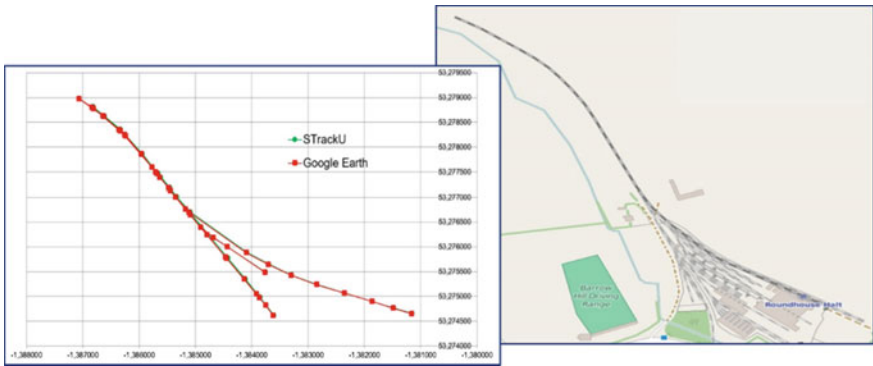 53,279500
53,279000
53,278500
53,278000
53,277500
53,277000
53,276500
53,276000
53,275500
53,275000
53,274500
53,274000
STrackU
Google Earth
-1,388000 -1,387000 -1,386000 -1,385000 -1,384000 -1,383000 -1,382000 -1,381000 -1,380000
Barrow
Hill Driving
Range
Roundhouse Halt